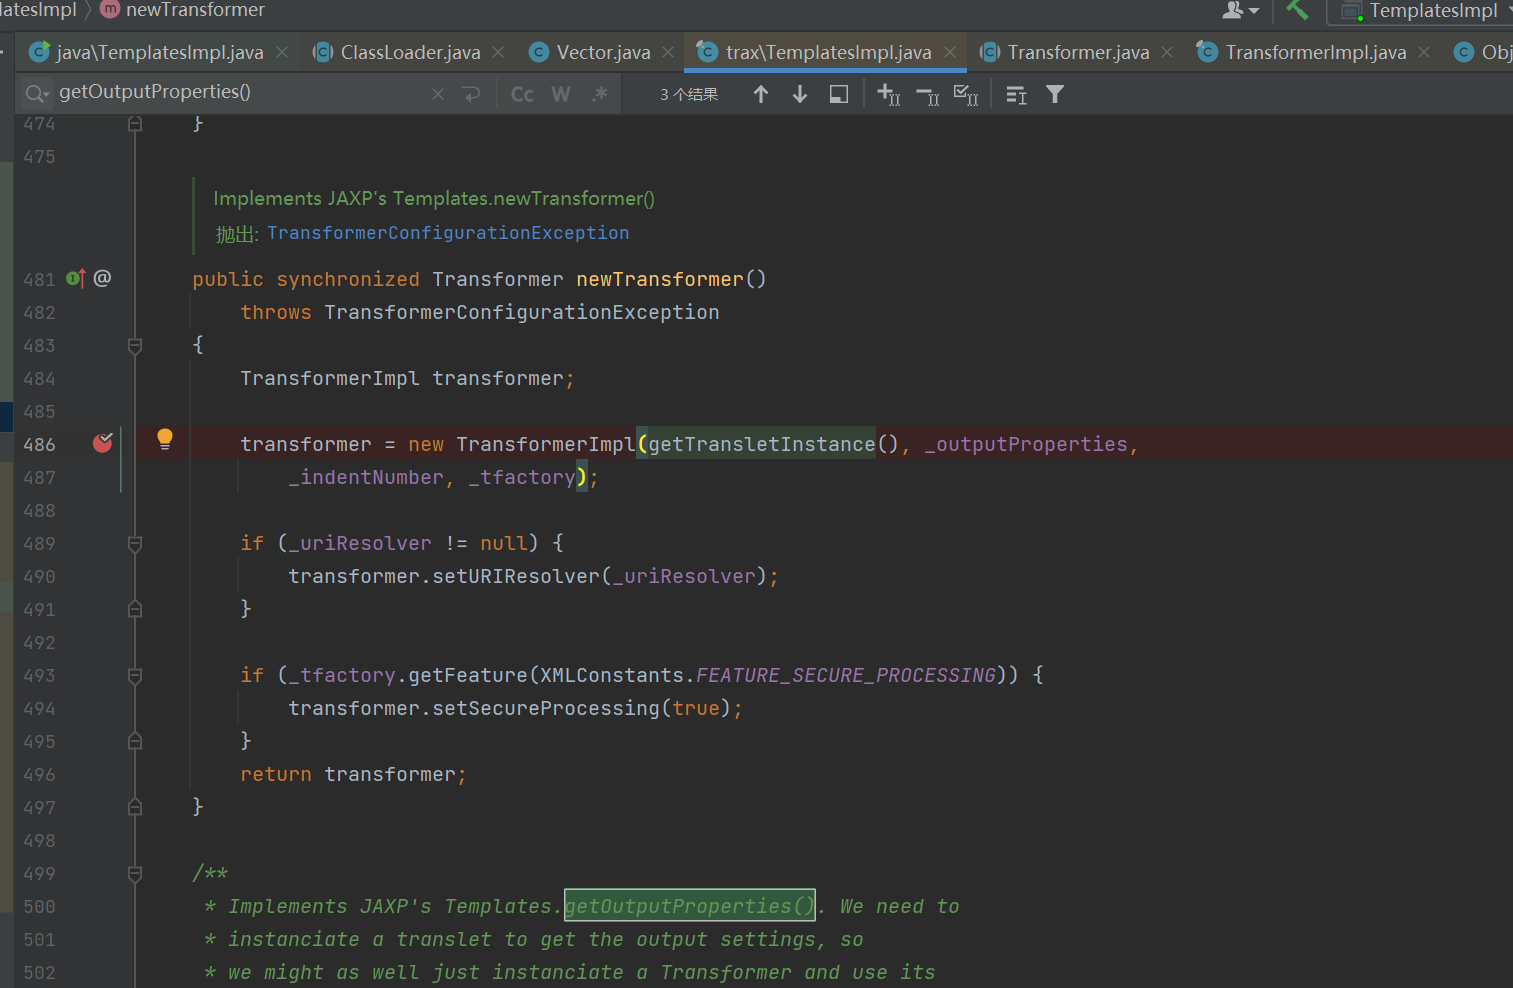 latesImpl m newTransformer TemplatesImpl
java\TemplatesImpl.java ClassLoader.java Vector.java trax\TemplatesImpl.java Transformer.java TransformerImpl.java Obj
getOutputProperties() Cc W .* 3 个结果
474 }
475
Implements JAXP's Templates.newTransformer()
抛出: TransformerConfigurationException
481 @ public synchronized Transformer newTransformer()
482 throws TransformerConfigurationException
483 {
484 TransformerImpl transformer;
485
486 transformer = new TransformerImpl(getTransletInstance(), _outputProperties,
487 _indentNumber, _tfactory);
488
489 if (_uriResolver != null) {
490 transformer.setURIResolver(_uriResolver);
491 }
492
493 if (_tfactory.getFeature(XMLConstants.FEATURE_SECURE_PROCESSING)) {
494 transformer.setSecureProcessing(true);
495 }
496 return transformer;
497 }
498
499 /**
500 * Implements JAXP's Templates.getOutputProperties(). We need to
501 * instanciate a translet to get the output settings, so
502 * we might as well just instanciate a Transformer and use its